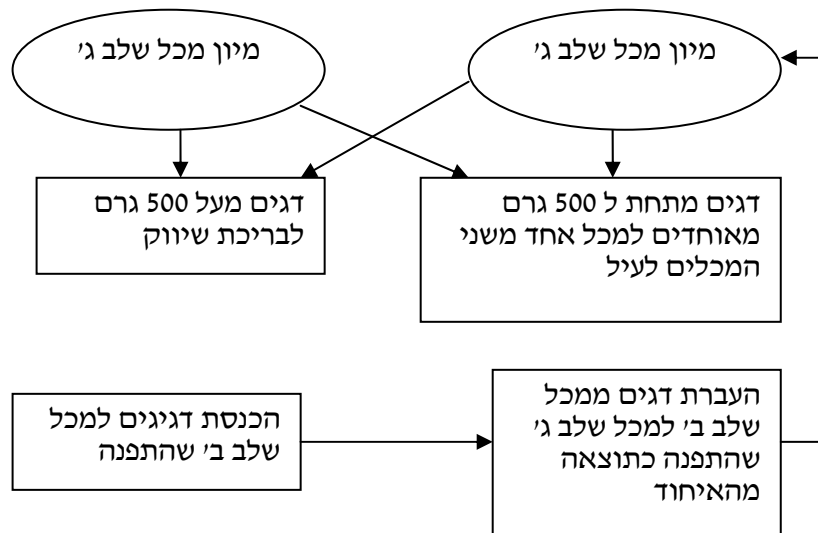 מיון מכל שלב ג'
מיון מכל שלב ג'
דגים מתחת ל 500 גרם
מאוחדים למכל אחד משני
המכלים לעיל
דגים מעל 500 גרם
לבריכת שיווק
העברת דגים ממכל
שלב ב' למכל שלב ג'
שהתפנה כתוצאה
מהאיחוד
הכנסת דגיגים למכל
שלב ב' שהתפנה